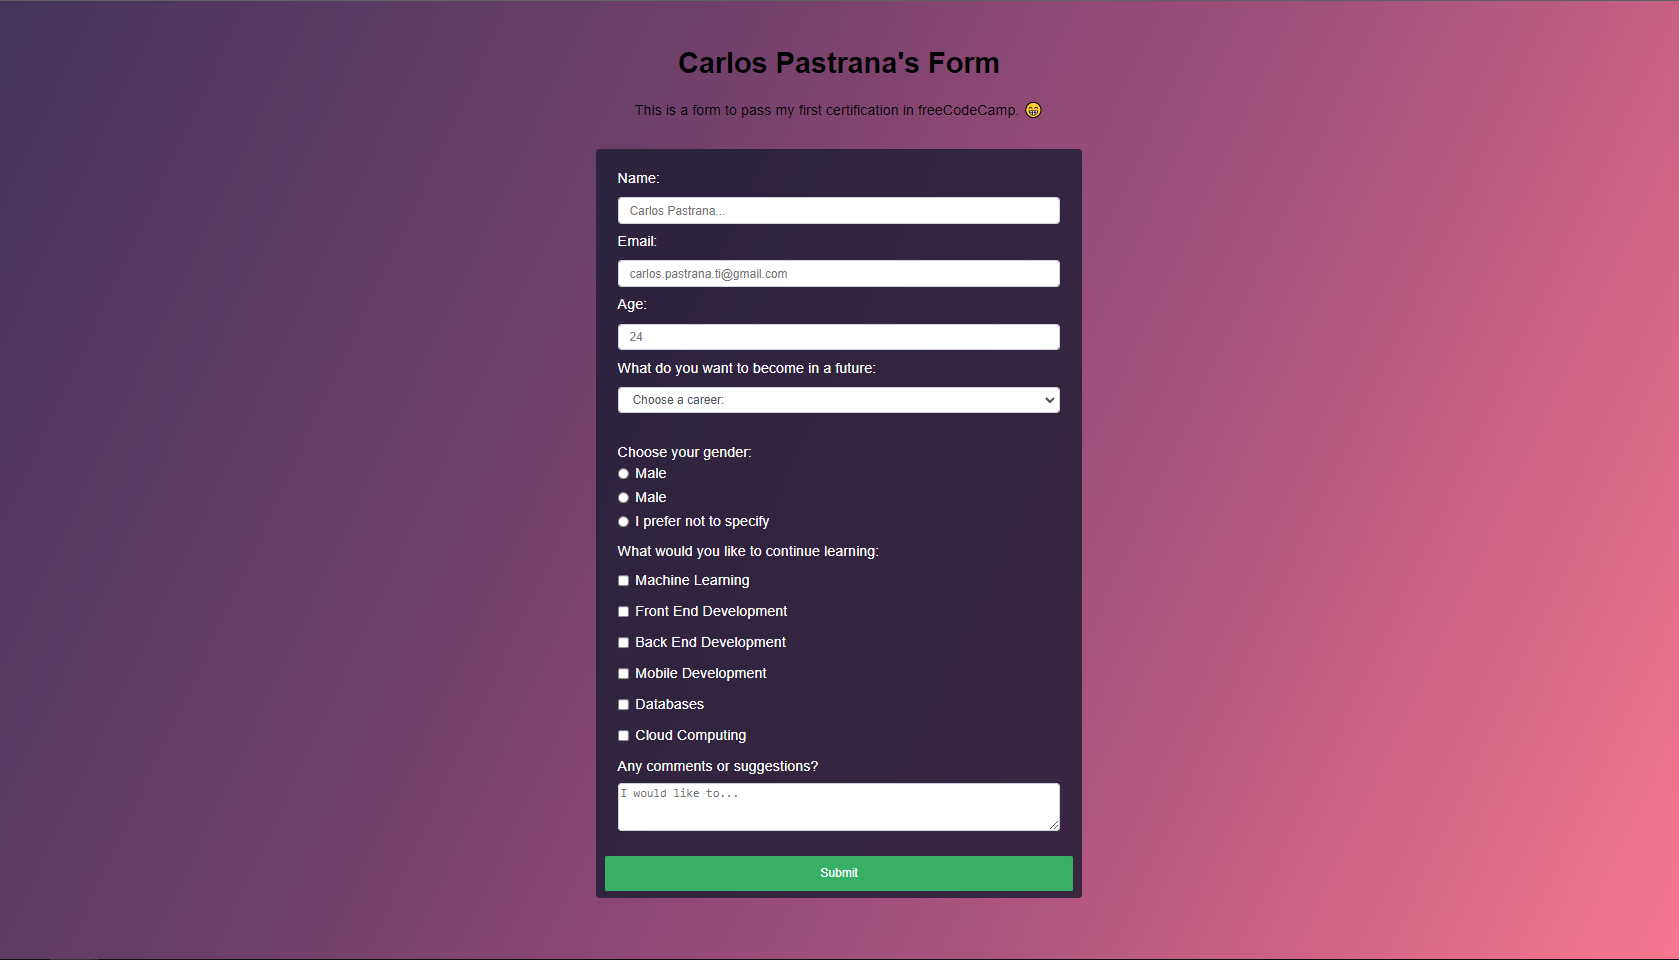 Carlos Pastrana's Form
This is a form to pass my first certification in freeCodeCamp. 😁
Name:
Carlos Pastrana...
Email:
carlos.pastrana.ti@gmail.com
Age:
24
What do you want to become in a future:
Choose a career:
Choose your gender:
Male
Male
I prefer not to specify
What would you like to continue learning:
Machine Learning
Front End Development
Back End Development
Mobile Development
Databases
Cloud Computing
Any comments or suggestions?
I would like to...
Submit